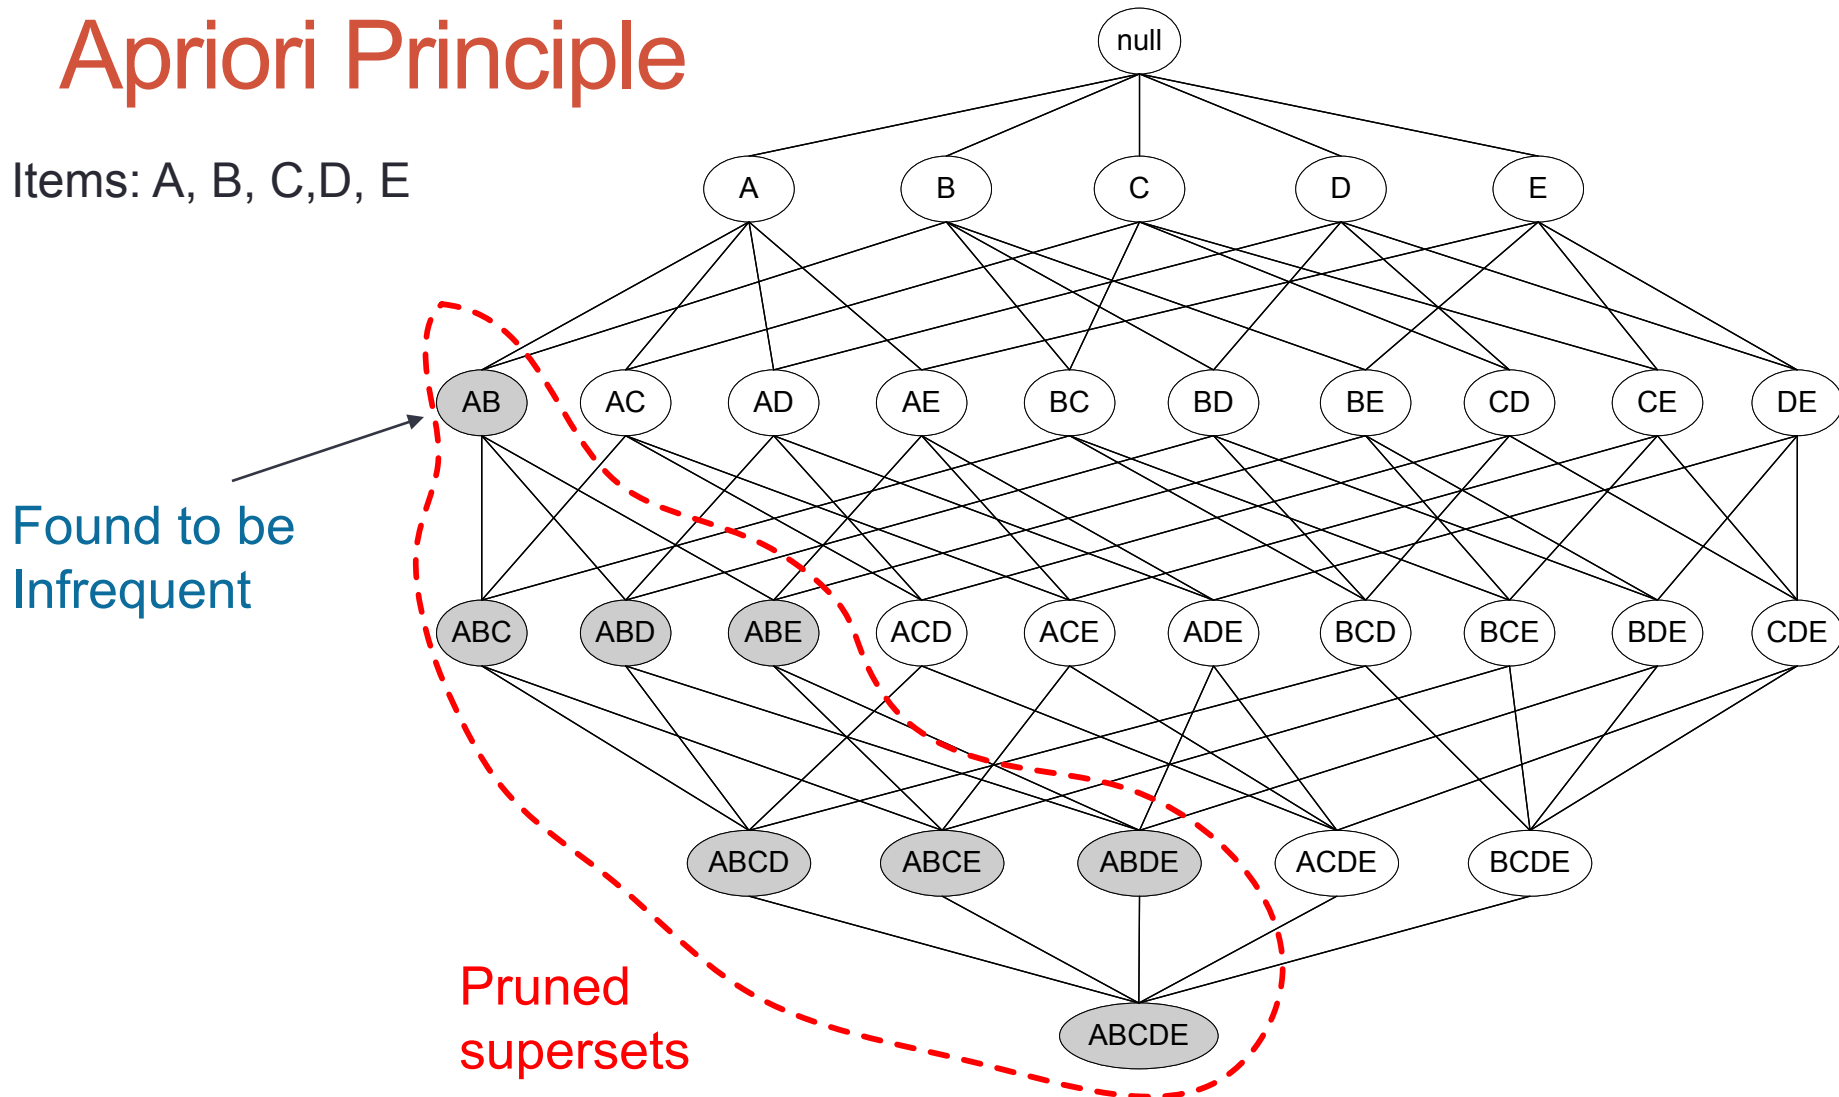 Apriori Principle
Items: A, B, C,D, E
null
A B C D E
AB AC AD AE BC BD BE CD CE DE
Found to be
Infrequent
ABC ABD ABE ACD ACE ADE BCD BCE BDE CDE
ABCD ABCE ABDE ACDE BCDE
Pruned
supersets
ABCDE